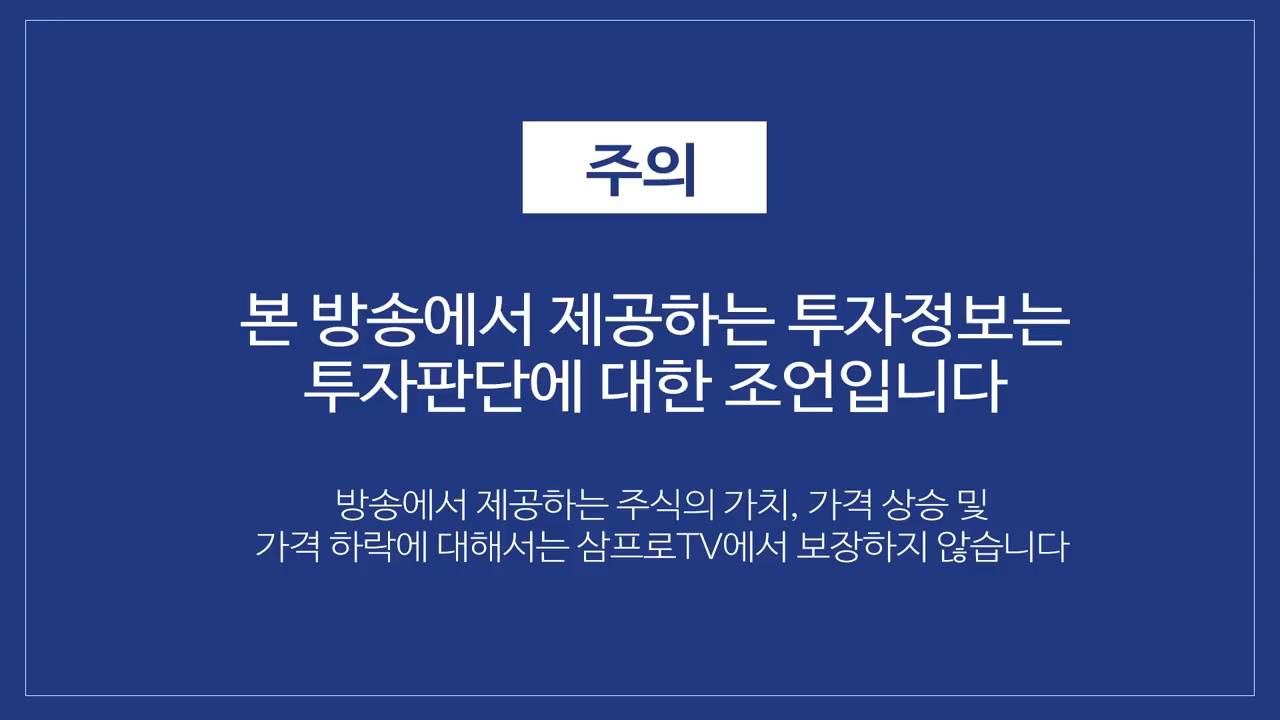 주의
본 방송에서 제공하는 투자정보는
투자판단에 대한 조언입니다
방송에서 제공하는 주식의 가치, 가격 상승 및
가격 하락에 대해서는 삼프로TV에서 보장하지 않습니다